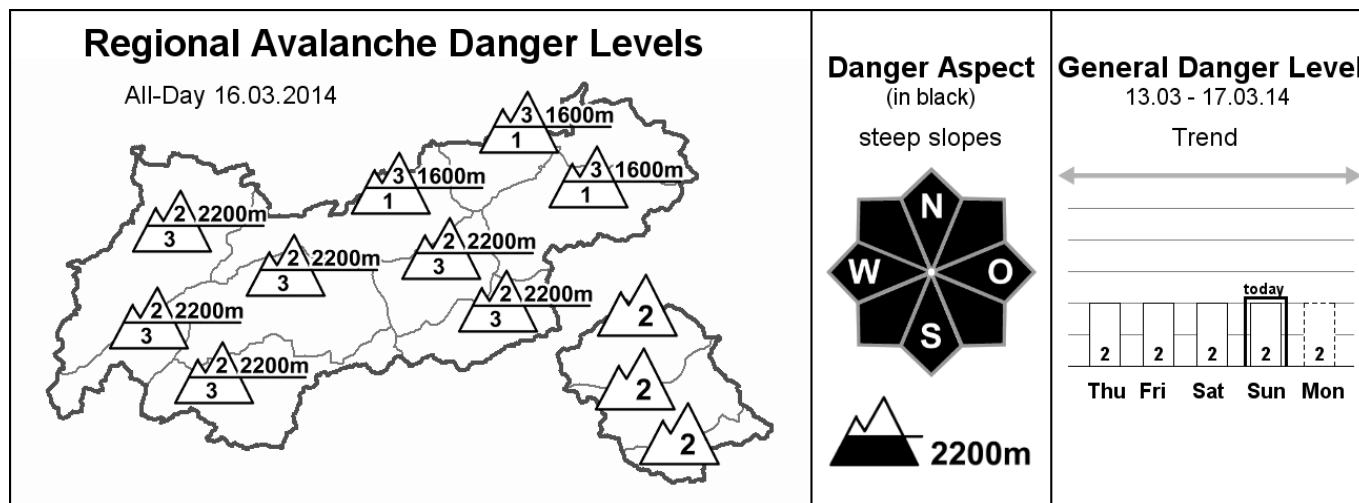 Regional Avalanche Danger Levels
All-Day 16.03.2014
3 1600m
1
3 1600m
1
3 1600m
1
2 2200m
3
2 2200m
3
2 2200m
3
2 2200m
3
2 2200m
3
2 2200m
3
2
2
2
Danger Aspect
(in black)
steep slopes
N
W O
S
2200m
General Danger Level
13.03 - 17.03.14
Trend
today
2 2 2 2 2
Thu Fri Sat Sun Mon